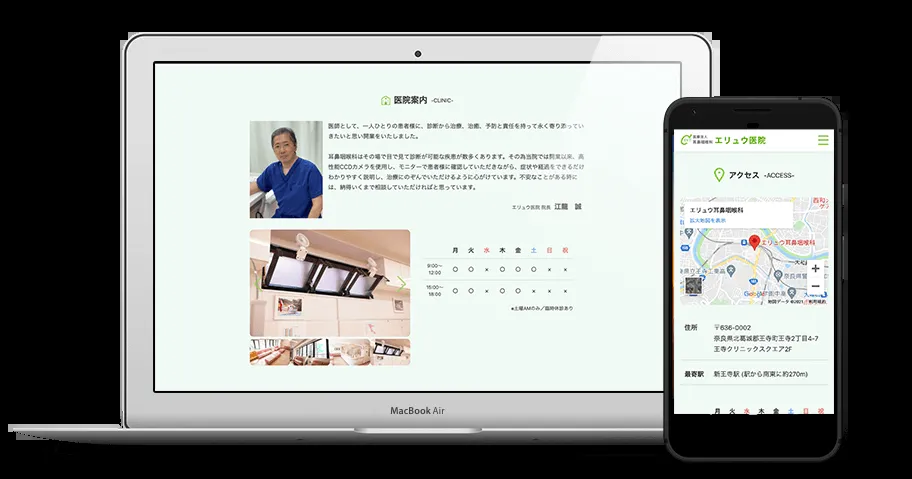 医院案内 -CLINIC-
医師として、一人ひとりの患者様に、診断から治療、治癒、予防と責任を持って永く寄り添ってい
きたいと思い開業をいたしました。
耳鼻咽喉科はその場で目で見て診断が可能な疾患が数多くあります。その為当院では開業以来、高
性能CCDカメラを使用し、モニターで患者様に確認していただきながら、症状や経過をできるだけ
わかりやすく説明し、治療にのぞんでいただけるように心がけています。不安なことがある時に
は、納得いくまで相談していただければと思っています。
エリュウ医院 院長 江龍 誠
月 火 水 木 金 土 日 祝
9:00〜
12:00
○ ○ × ○ ○ ○ × ×
16:00〜
18:00
○ ○ × ○ ○ × × ×
●土曜AMのみ／臨時休診あり
MacBook Air
医療法人
耳鼻咽喉科 エリュウ医院
アクセス -ACCESS-
エリュウ耳鼻咽喉科
拡大地図を表示
エリュウ耳鼻咽喉科
地図データ ©2021 利用規約
住所
〒636-0002
奈良県北葛城郡王寺町王寺2丁目4-7
王寺クリニックスクエア2F
最寄駅 新王寺駅 (駅から南東に約270m)
月 火 水 木 金 土 日 祝